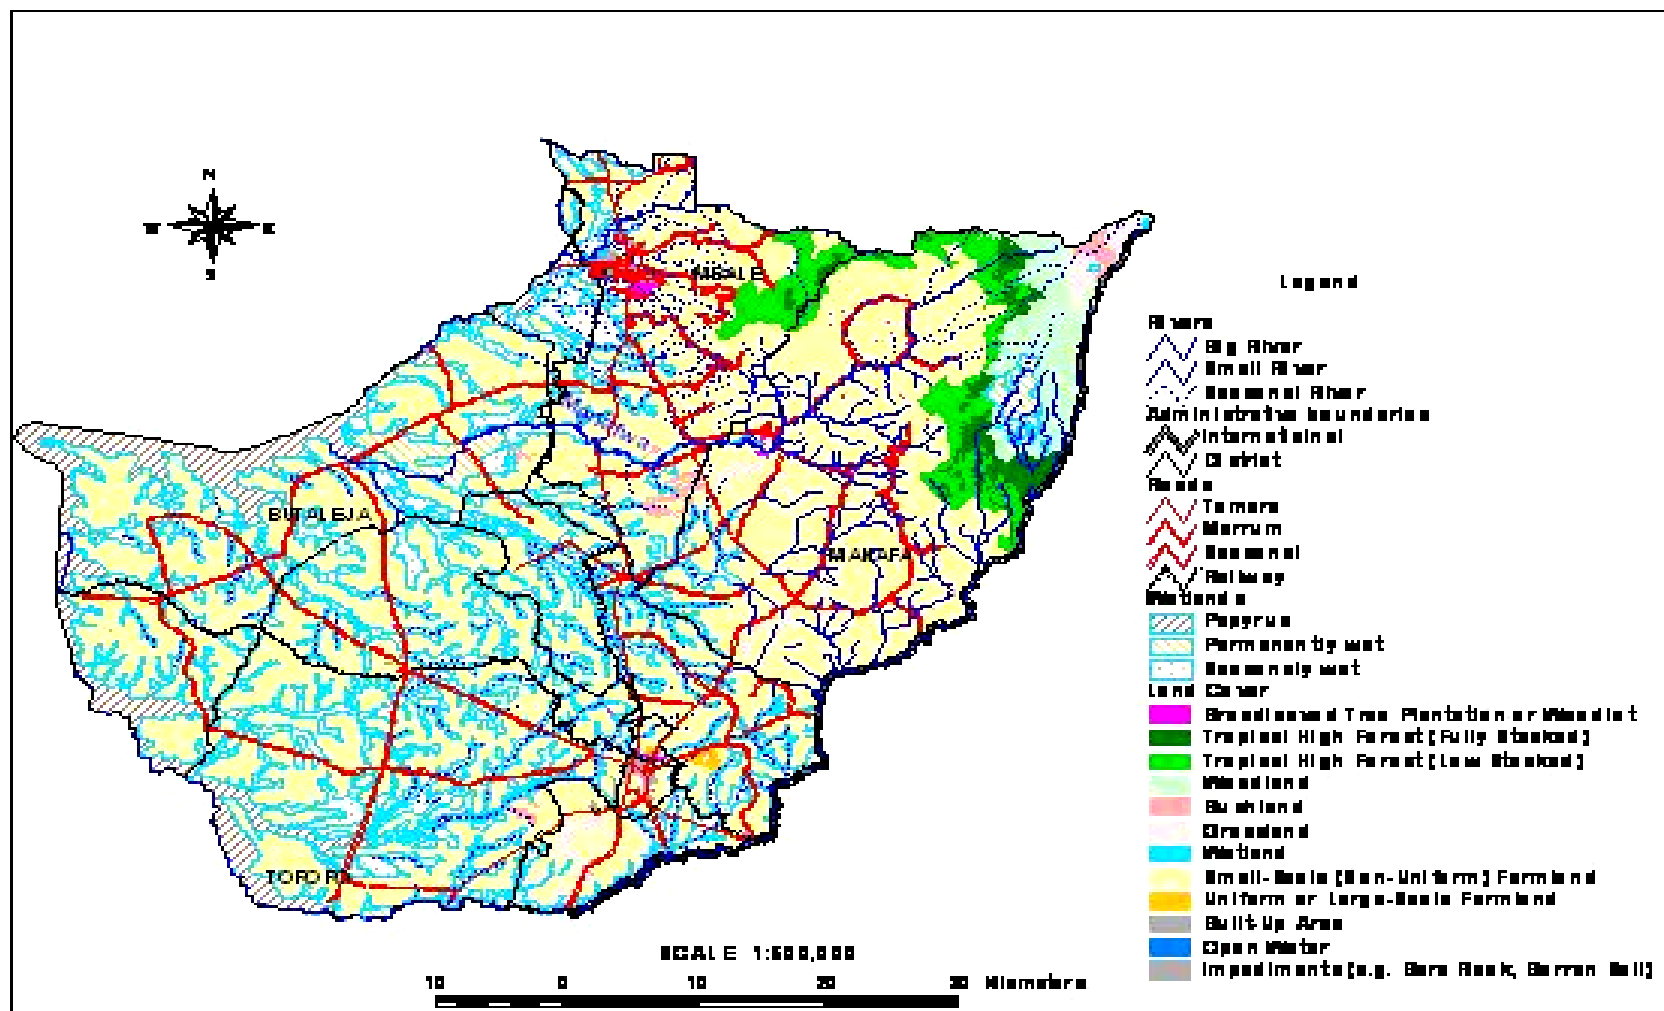 N
E
S
MBALE
Legend
Rivers
Big River
Small River
Seasonal River
Administrative boundaries
International
District
BUTALEJA
Roads
Tarmac
Murrum
Seasonal
Railway
MANAFA
Wetlands
Papyrus
Permanently wet
Seasonaly wet
Land Cover
Broadleaved Tree Plantation or Woodlot
Tropical High Forest (Fully Stocked)
Tropical High Forest (Low Stocked)
Woodland
Bushland
Grassland
Wetland
Small-Scale (Non-Uniform) Farmland
TORORO
Uniform or Large-Scale Farmland
Built-Up Area
Open Water
SCALE
Impediments (e.g. Bare Rock, Barren Soil)
10 0 10 20 30 Kilometers